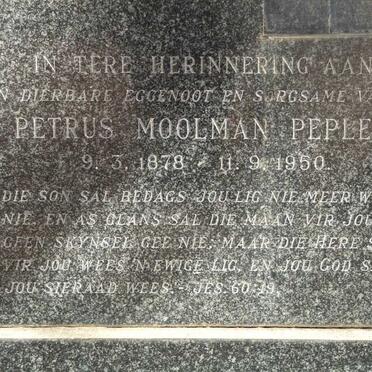 IN TERE HERINNERING AAN
N DIERBARE EGGENOOT EN SORGSAME V
PETRUS MOOLMAN PEPLE
9. 3. 1878 - 11. 9. 1950.
DIE SON SAL BEDAGS JOU LIG NIE MEER W
NIE, EN AS GLANS SAL DIE MAAN VIR JOU
GEEN SKYNSEL GEE NIE; MAAR DIE HERE S
VIR JOU WEES 'N EWIGE LIG, EN JOU GOD S
JOU SIERAAD WEES. - JES. 60:19.